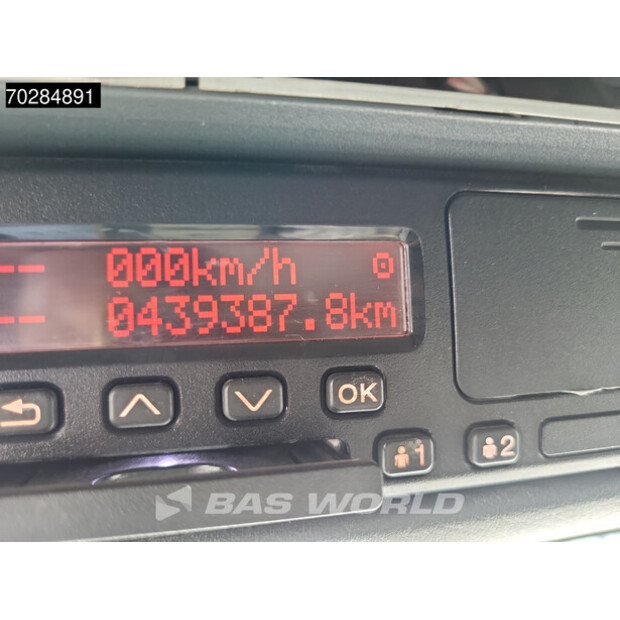 70284891
-- 000km/h
-- 0439387.8km
OK
1 2
BAS WORLD